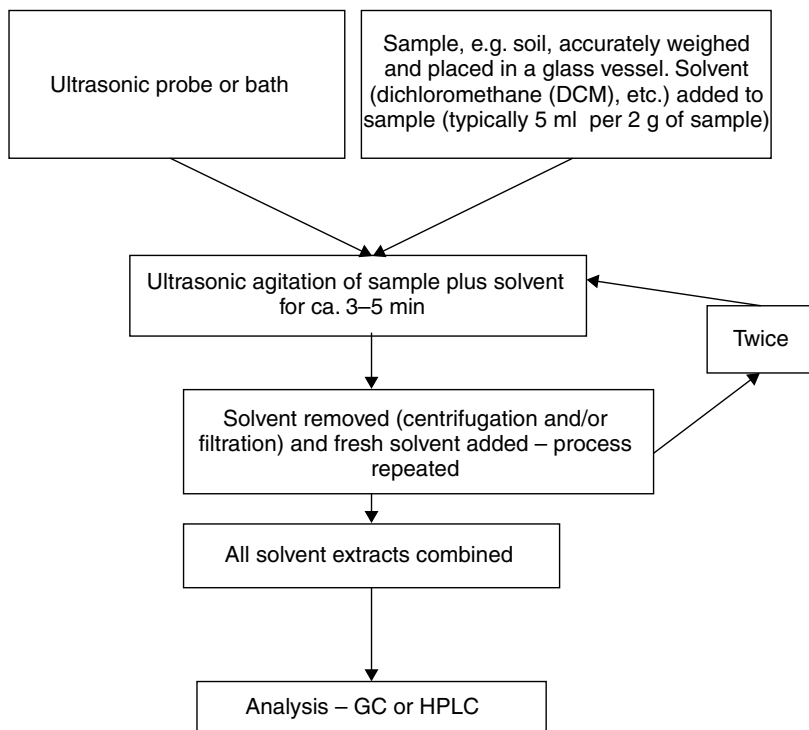 Ultrasonic probe or bath
Sample, e.g. soil, accurately weighed
and placed in a glass vessel. Solvent
(dichloromethane (DCM), etc.) added to
sample (typically 5 ml per 2 g of sample)
Ultrasonic agitation of sample plus solvent
for ca. 3–5 min
Twice
Solvent removed (centrifugation and/or
filtration) and fresh solvent added – process
repeated
All solvent extracts combined
Analysis – GC or HPLC